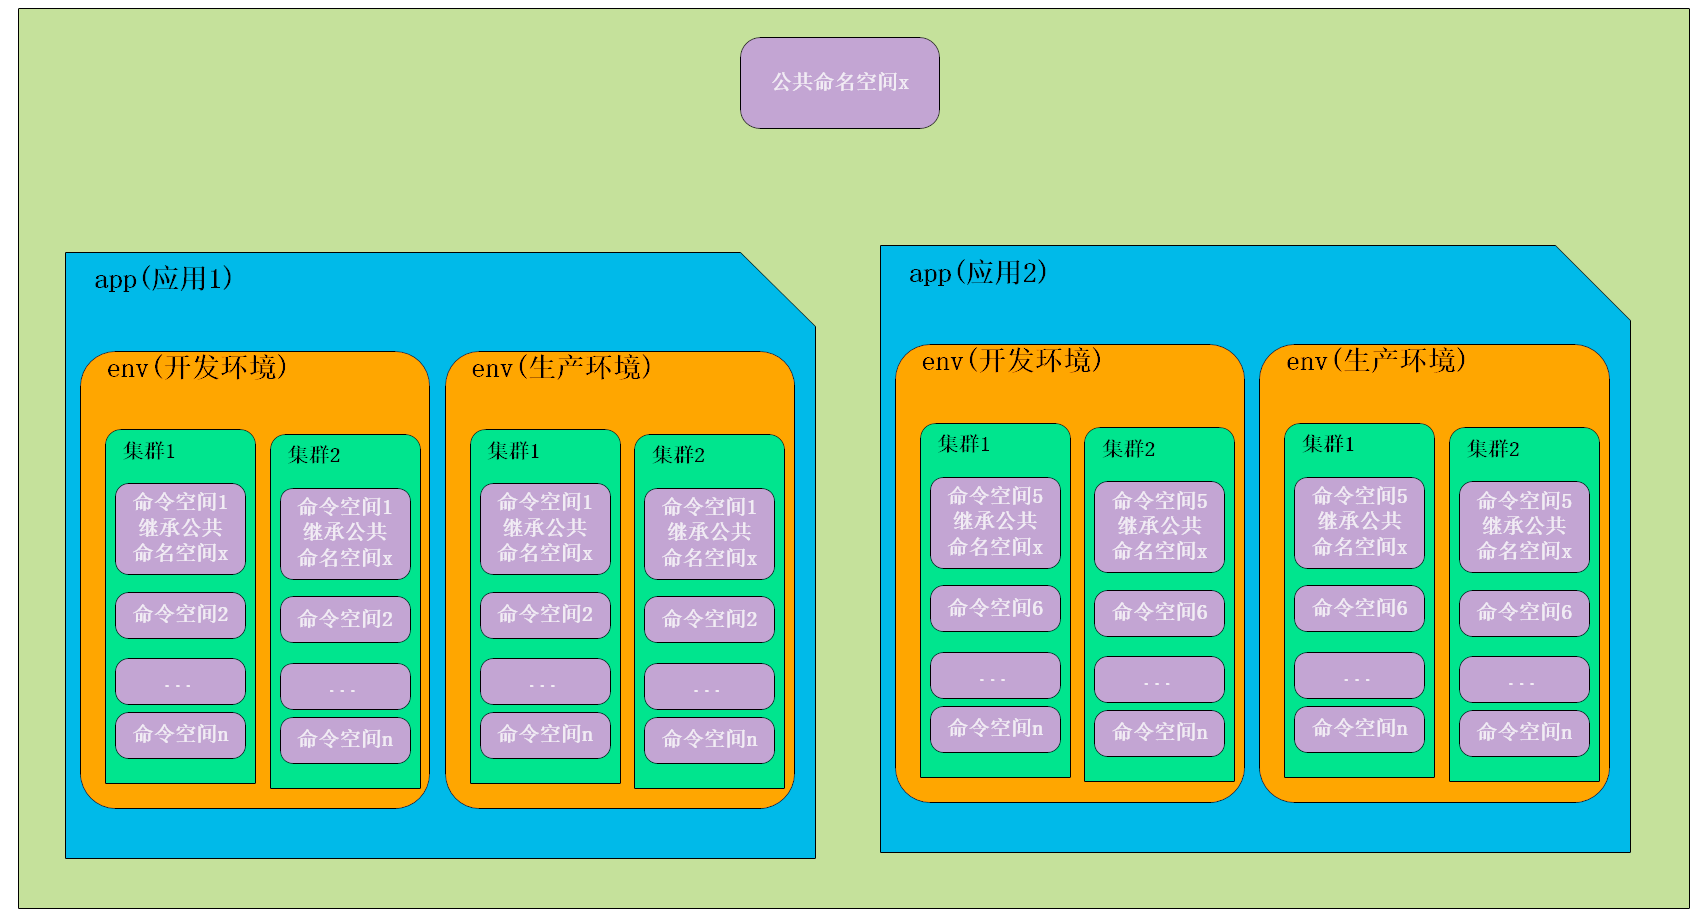 公共命名空间x
app(应用1)
env(开发环境)
集群1
命令空间1
继承公共
命名空间x
命令空间2
...
命令空间n
集群2
命令空间1
继承公共
命名空间x
命令空间2
...
命令空间n
env(生产环境)
集群1
命令空间1
继承公共
命名空间x
命令空间2
...
命令空间n
集群2
命令空间1
继承公共
命名空间x
命令空间2
...
命令空间n
app(应用2)
env(开发环境)
集群1
命令空间5
继承公共
命名空间x
命令空间6
...
命令空间n
集群2
命令空间5
继承公共
命名空间x
命令空间6
...
命令空间n
env(生产环境)
集群1
命令空间5
继承公共
命名空间x
命令空间6
...
命令空间n
集群2
命令空间5
继承公共
命名空间x
命令空间6
...
命令空间n